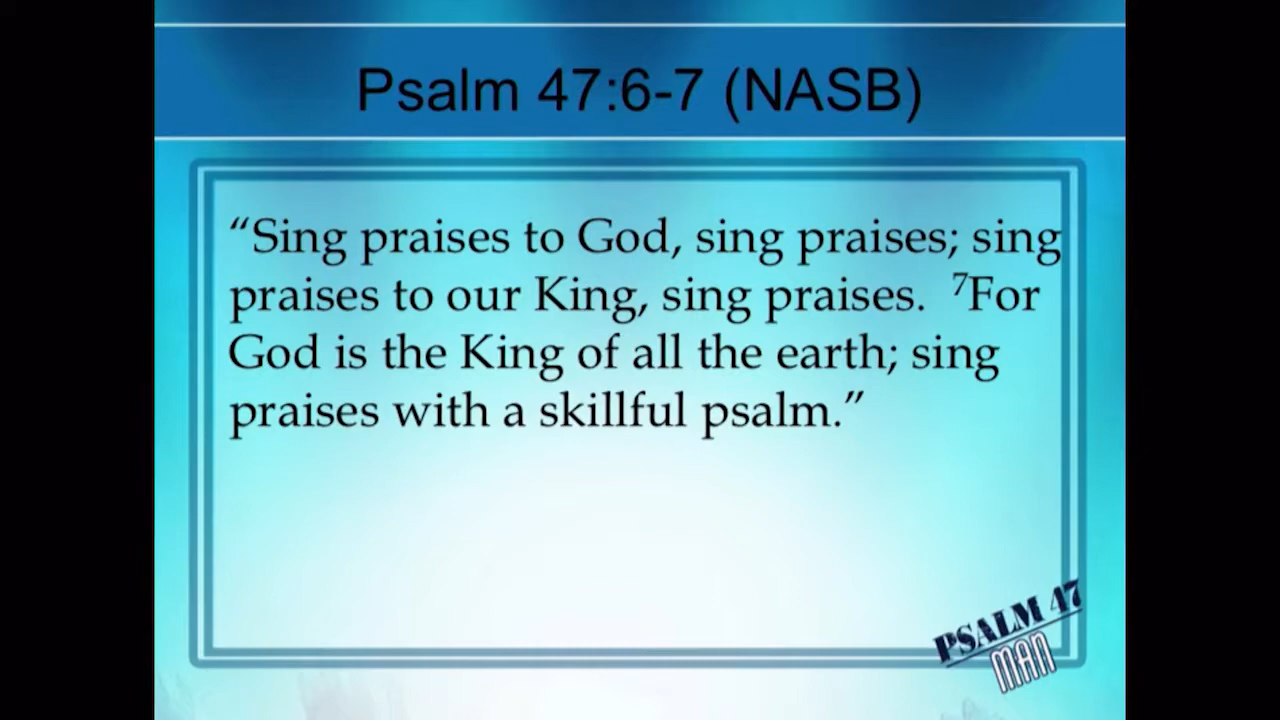 Psalm 47:6-7 (NASB)
“Sing praises to God, sing praises; sing
praises to our King, sing praises.  ⁷For
God is the King of all the earth; sing
praises with a skillful psalm.”
PSALM 47
MAN